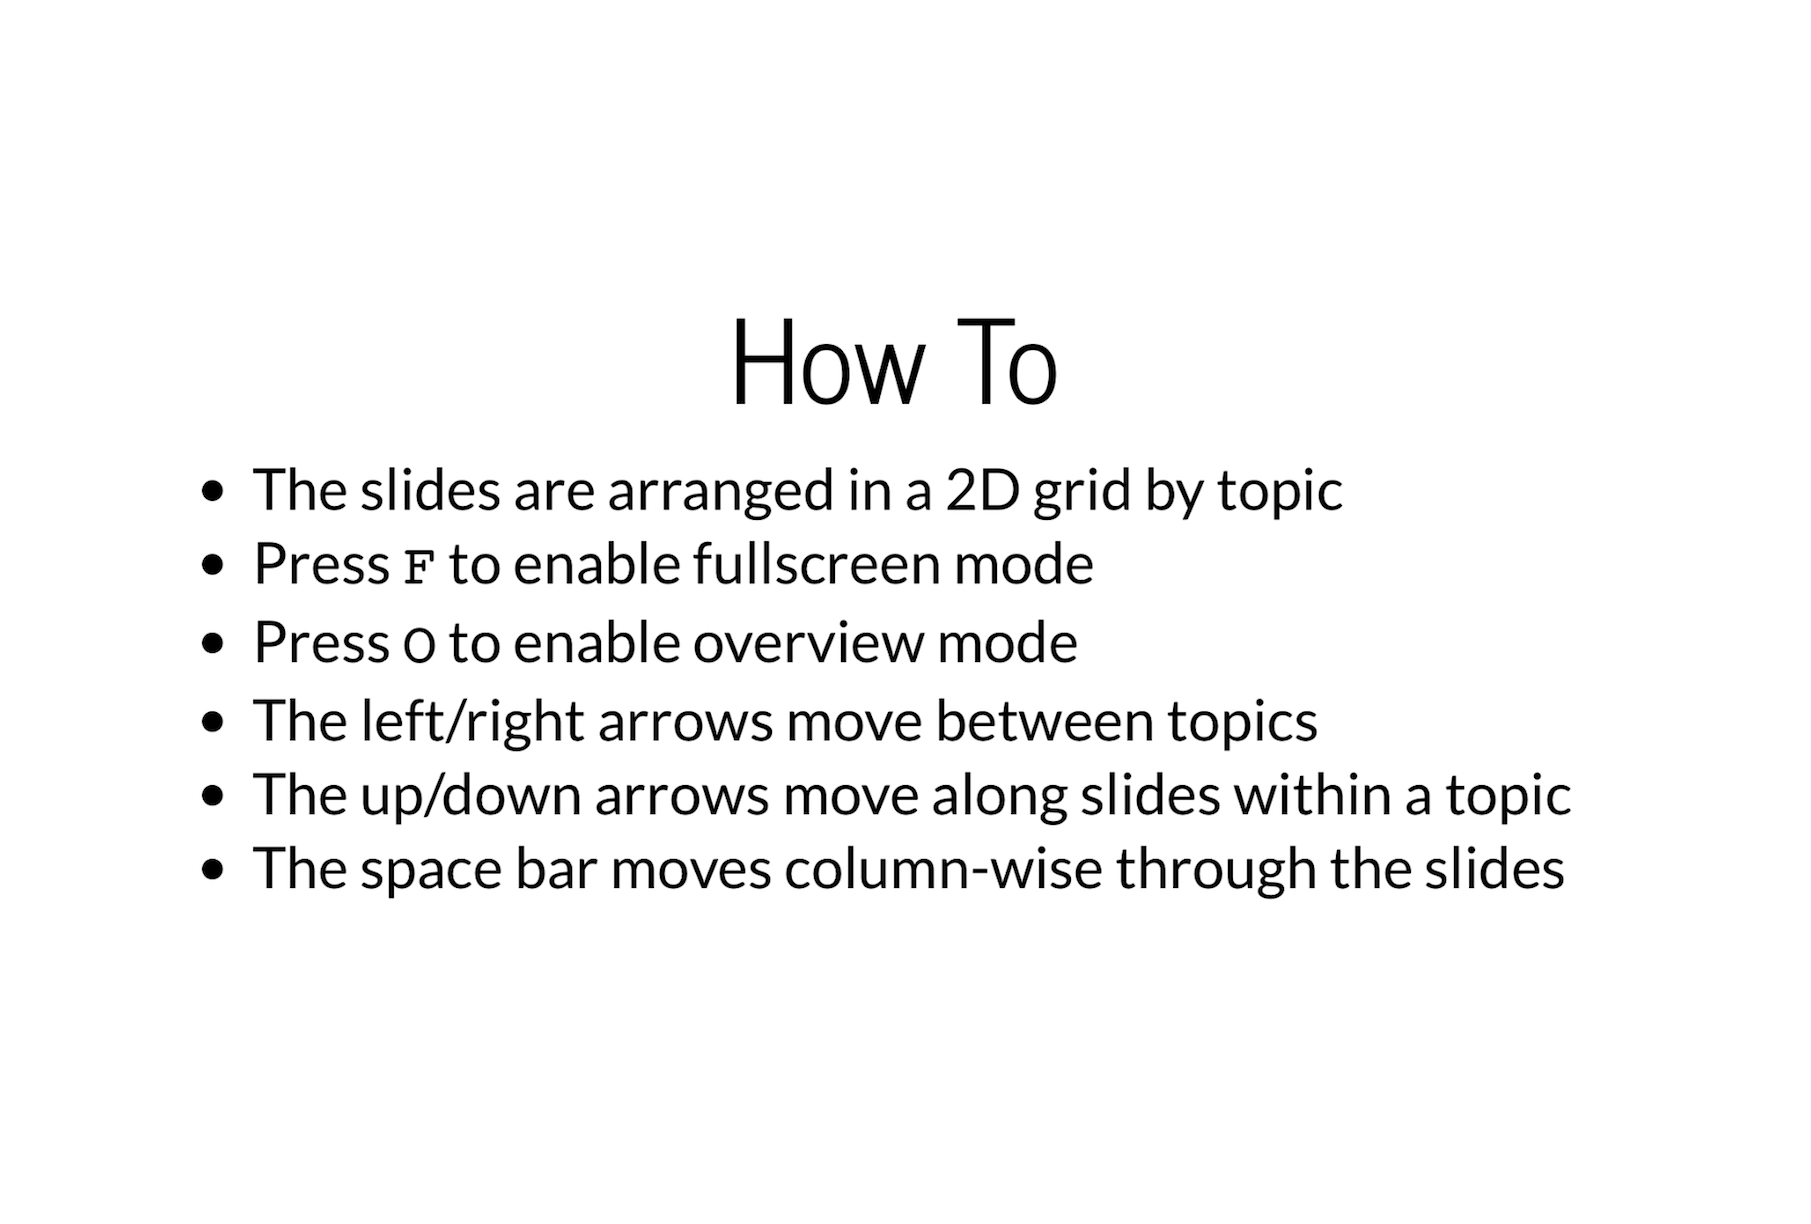 How To
• The slides are arranged in a 2D grid by topic
• Press F to enable fullscreen mode
• Press O to enable overview mode
• The left/right arrows move between topics
• The up/down arrows move along slides within a topic
• The space bar moves column-wise through the slides